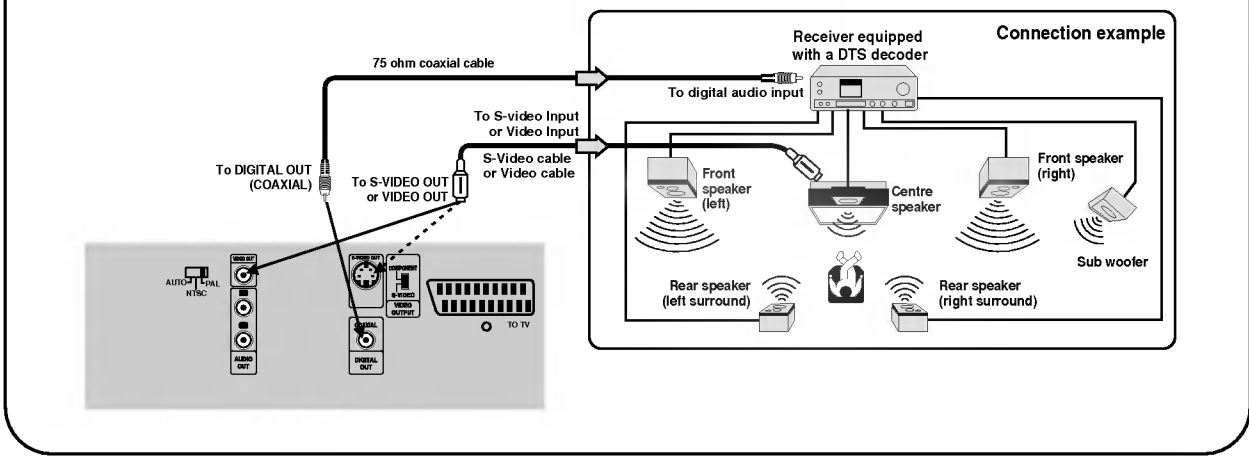 Connection example
Receiver equipped
with a DTS decoder
75 ohm coaxial cable
To digital audio input
To S-video Input
or Video Input
S-Video cable
or Video cable
To DIGITAL OUT
(COAXIAL)
To S-VIDEO OUT
or VIDEO OUT
Front
speaker
(left)
Centre
speaker
Front speaker
(right)
Sub woofer
Rear speaker
(left surround)
Rear speaker
(right surround)
AUTO
NTSC
PAL
VIDEO OUT
AUDIO
OUT
S-VIDEO OUT
COMPONENT
S-VIDEO
VIDEO
OUTPUT
COAXIAL
DIGITAL
OUT
TO TV